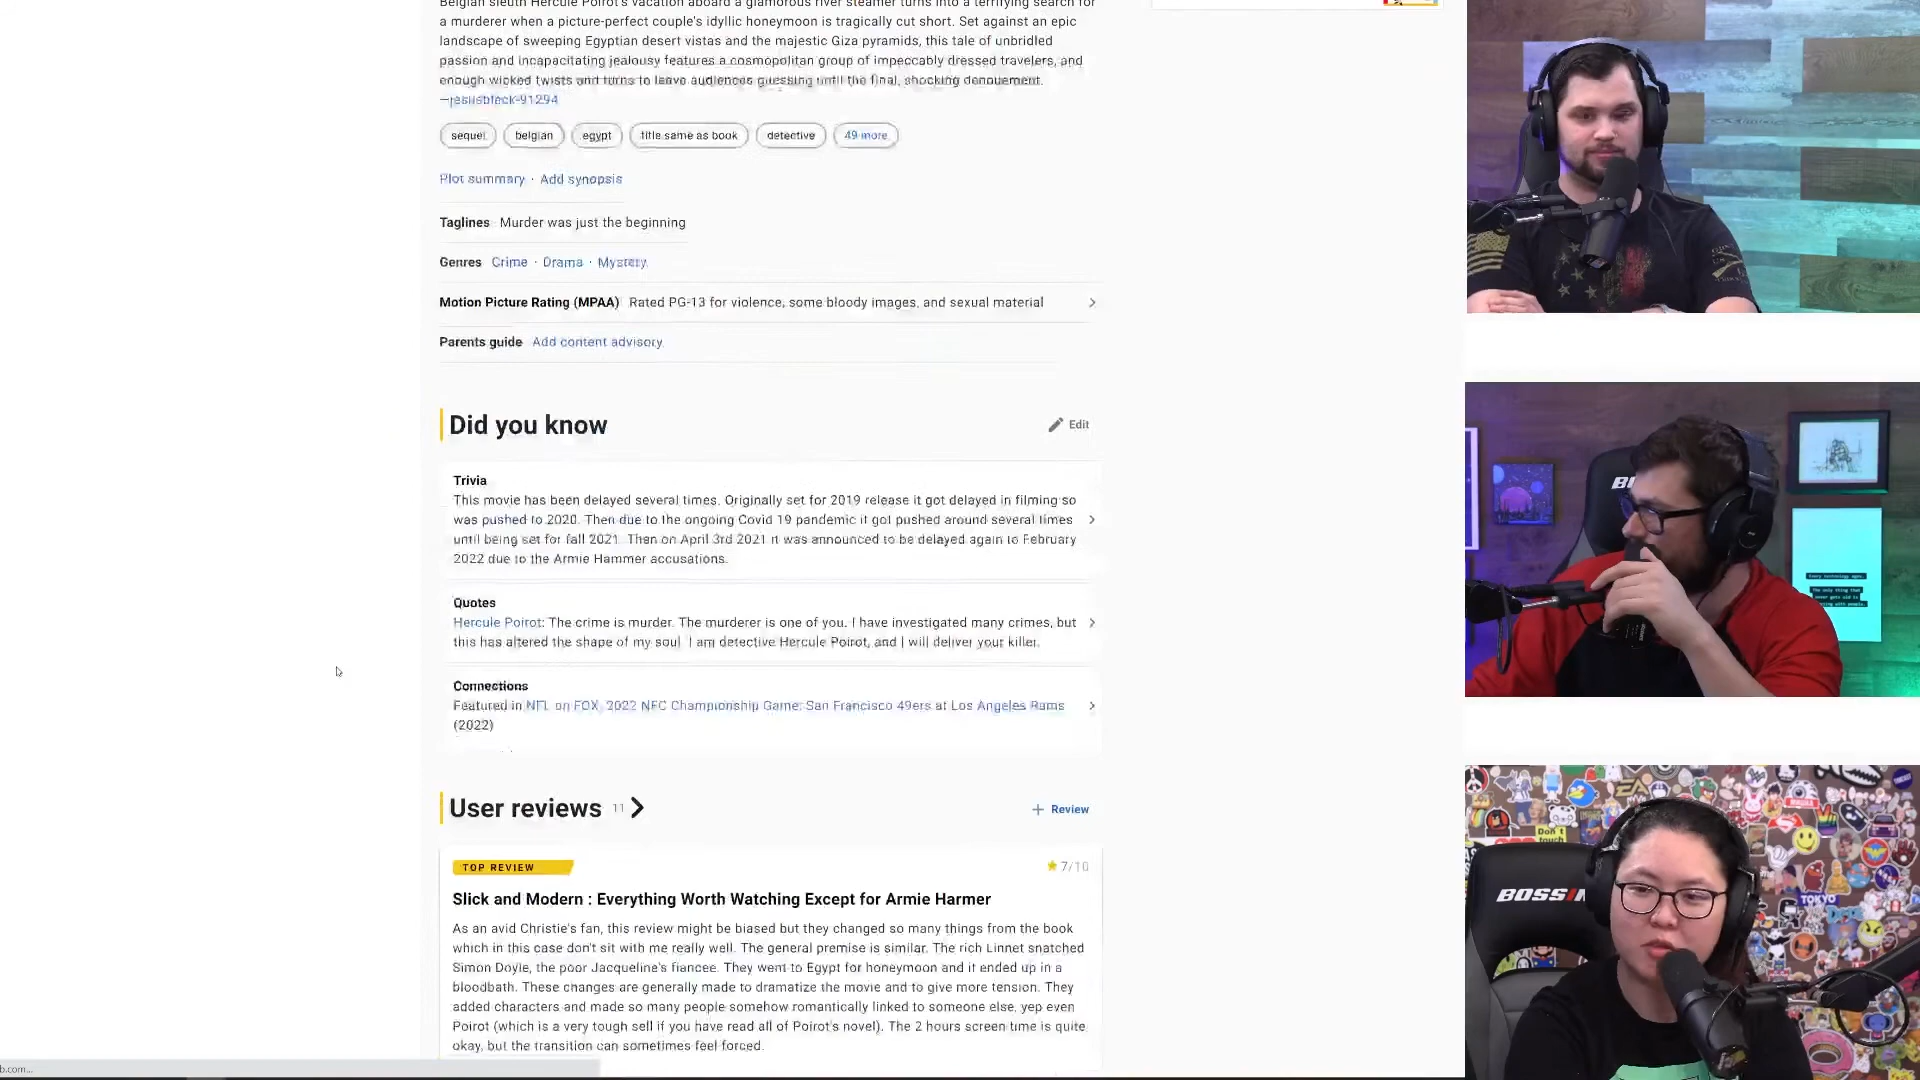 Belgian sleuth Hercule Poirot's vacation aboard a glamorous river steamer turns into a terrifying search for
a murderer when a picture-perfect couple's idyllic honeymoon is tragically cut short. Set against an epic
landscape of sweeping Egyptian desert vistas and the majestic Giza pyramids, this tale of unbridled
passion and incapacitating jealousy features a cosmopolitan group of impeccably dressed travelers, and
enough wicked twists and turns to leave audiences guessing until the final, shocking denouement.
sequel
belgian
egypt
title same as book
detective
49 more
Plot summary · Add synopsis
Taglines Murder was just the beginning
Genres Crime · Drama · Mystery
Motion Picture Rating (MPAA) Rated PG-13 for violence, some bloody images, and sexual material
Parents guide Add content advisory
Did you know
Edit
Trivia
This movie has been delayed several times. Originally set for 2019 release it got delayed in filming so
was pushed to 2020. Then due to the ongoing Covid 19 pandemic it got pushed around several times
until being set for fall 2021. Then on April 3rd 2021 it was announced to be delayed again to February
2022 due to the Armie Hammer accusations.
Quotes
Hercule Poirot: The crime is murder. The murderer is one of you. I have investigated many crimes, but
this has altered the shape of my soul. I am detective Hercule Poirot, and I will deliver your killer.
Connections
Featured in NFL on FOX: 2022 NFC Championship Game: San Francisco 49ers at Los Angeles Rams
(2022)
User reviews 11
+ Review
TOP REVIEW
7/10
Slick and Modern : Everything Worth Watching Except for Armie Harmer
As an avid Christie's fan, this review might be biased but they changed so many things from the book
which in this case don't sit with me really well. The general premise is similar. The rich Linnet snatched
Simon Doyle, the poor Jacqueline's fiancee. They went to Egypt for honeymoon and it ended up in a
bloodbath. These changes are generally made to dramatize the movie and to give more tension. They
added characters and made so many people somehow romantically linked to someone else, yep even
Poirot (which is a very tough sell if you have read all of Poirot's novel). The 2 hours screen time is quite
okay, but the transition can sometimes feel forced.
b.com...
Every technology ages.
The only thing that
never gets old is
Don't
touch
EA
TOKYO
BOSSIN